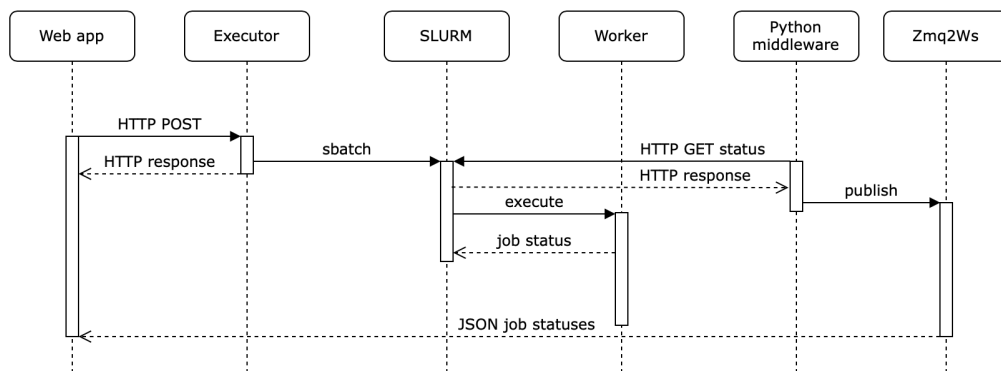 Web app
Executor
SLURM
Worker
Python
middleware
Zmq2Ws
HTTP POST
HTTP response
sbatch
HTTP GET status
HTTP response
publish
execute
job status
JSON job statuses